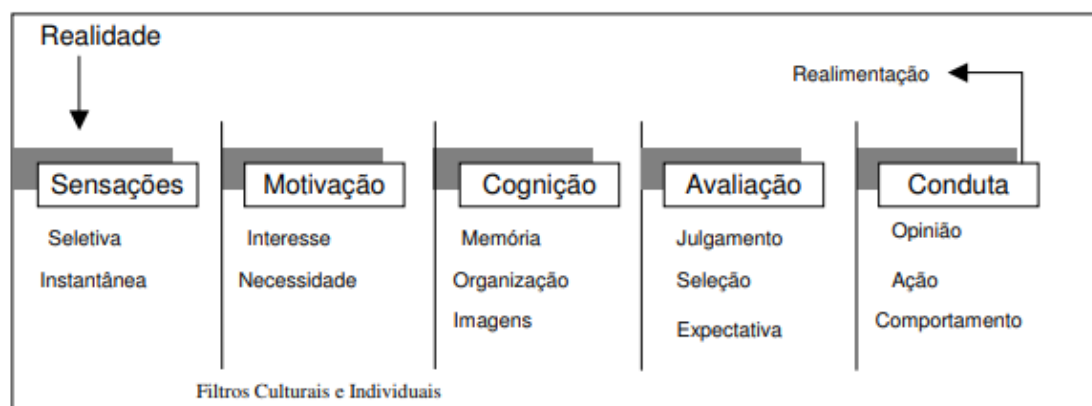 Realidade
Realimentação
Sensações
Seletiva
Instantânea
Motivação
Interesse
Necessidade
Cognição
Memória
Organização
Imagens
Avaliação
Julgamento
Seleção
Expectativa
Conduta
Opinião
Ação
Comportamento
Filtros Culturais e Individuais